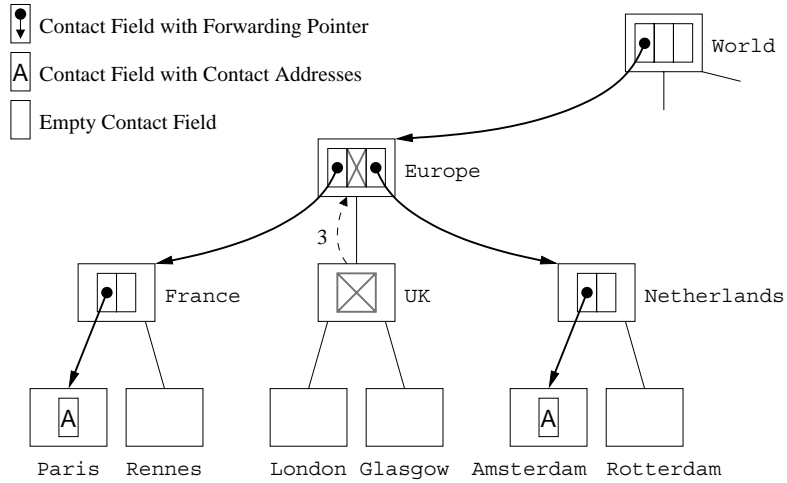 Contact Field with Forwarding Pointer
World
A Contact Field with Contact Addresses
Empty Contact Field
Europe
3
France
UK
Netherlands
A
A
Paris Rennes London Glasgow Amsterdam Rotterdam